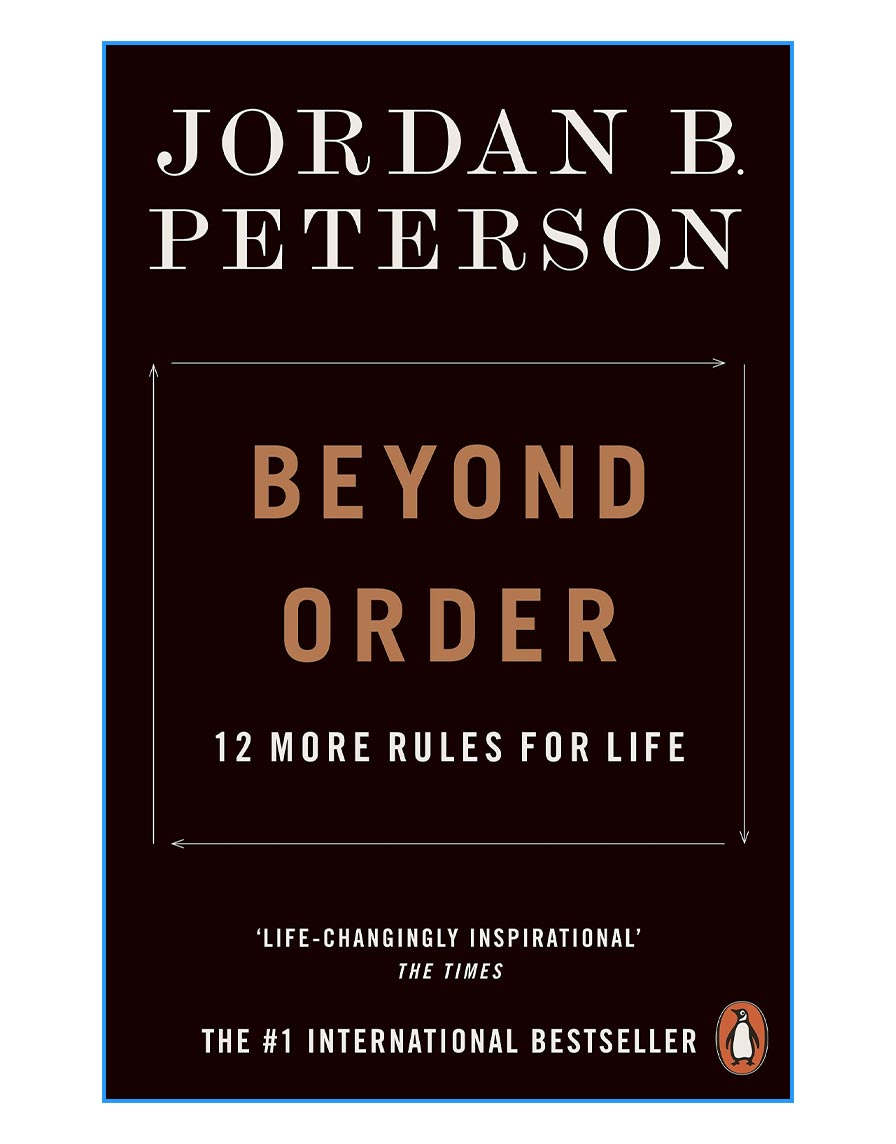 JORDAN B.
PETERSON
BEYOND
ORDER
12 MORE RULES FOR LIFE
‘LIFE-CHANGINGLY INSPIRATIONAL’
THE TIMES
THE #1 INTERNATIONAL BESTSELLER